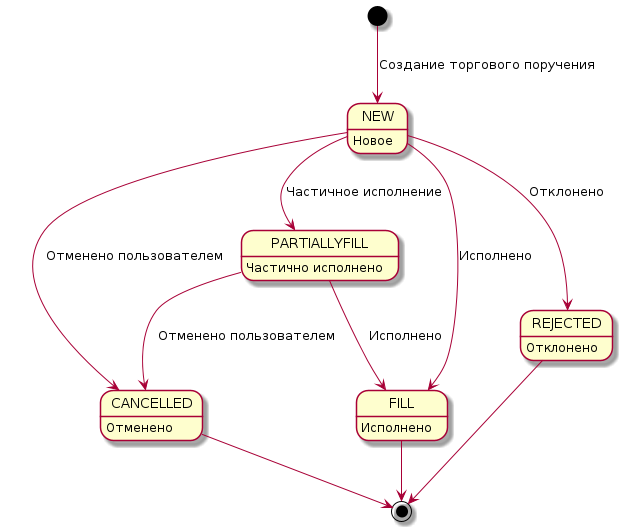 Создание торгового поручения
NEW
Новое
Частичное исполнение
Отклонено
PARTIALLYFILL
Частично исполнено
Отменено пользователем
Исполнено
REJECTED
Отклонено
Отменено пользователем
Исполнено
CANCELLED
Отменено
FILL
Исполнено